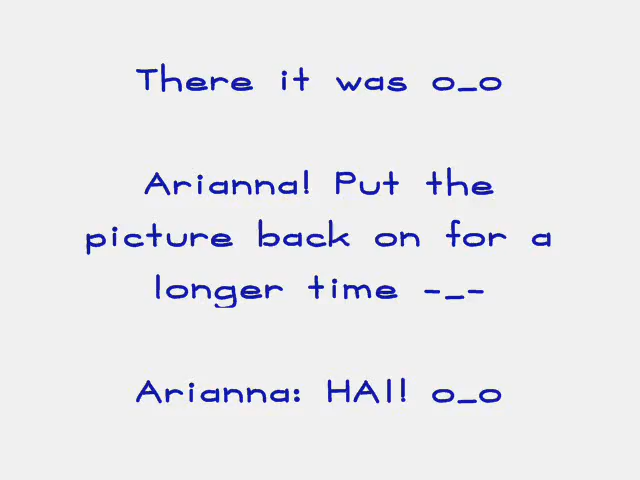 There it was o_o
Arianna! Put the
picture back on for a
longer time -_-
Arianna: HAI! o_o